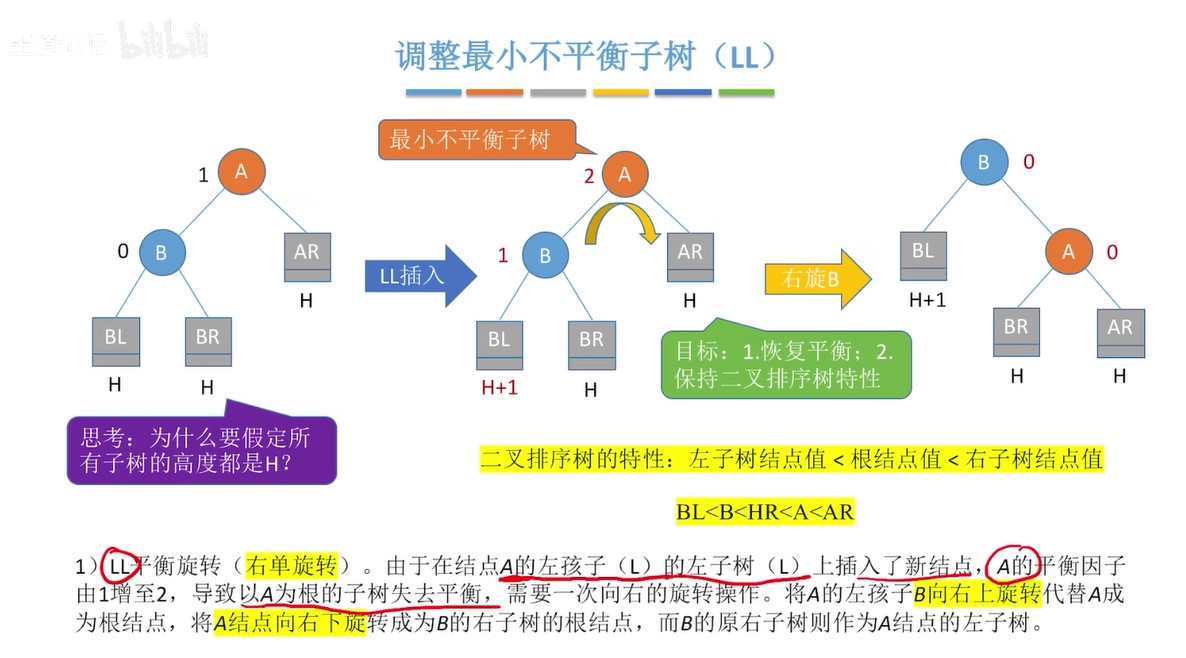 bilibili
调整最小不平衡子树（LL）
最小不平衡子树
1 A
2 A
B 0
0 B
AR
H
1 B
AR
H
BL
H+1
A 0
LL插入
右旋B
BL
H
BR
H
BL
H+1
BR
H
BR
H
AR
H
目标：1.恢复平衡；2.
保持二叉排序树特性
思考：为什么要假定所
有子树的高度都是H？
二叉排序树的特性：左子树结点值 < 根结点值 < 右子树结点值
BL<B<HR<A<AR
1）LL平衡旋转（右单旋转）。由于在结点A的左孩子（L）的左子树（L）上插入了新结点，A的平衡因子
由1增至2，导致以A为根的子树失去平衡，需要一次向右的旋转操作。将A的左孩子B向右上旋转代替A成
为根结点，将A结点向右下旋转成为B的右子树的根结点，而B的原右子树则作为A结点的左子树。